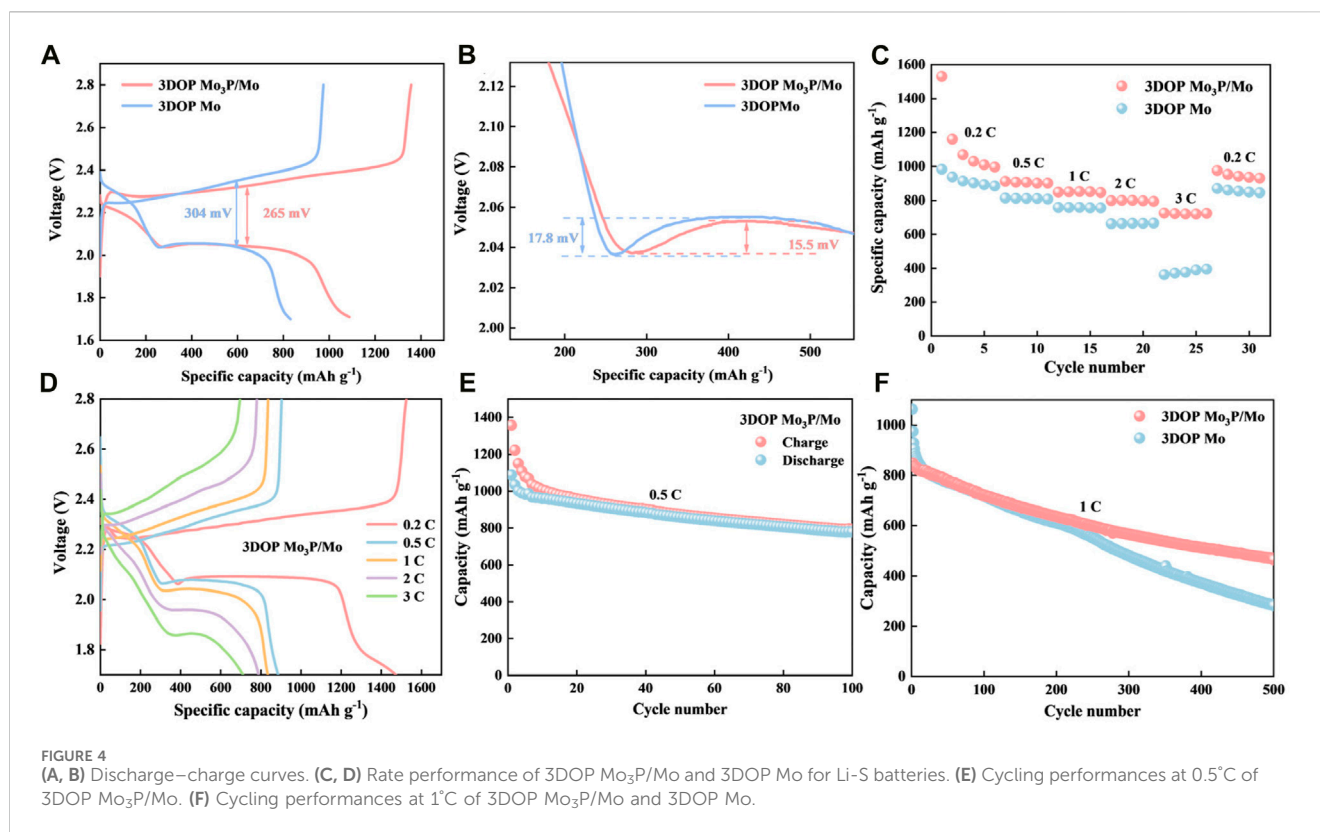 A
3DOP Mo₃P/Mo
3DOP Mo
304 mV
265 mV
Voltage (V)
2.8
2.6
2.4
2.2
2.0
1.8
1.6
0 200 400 600 800 1000 1200 1400
Specific capacity (mAh g⁻¹)
B
3DOP Mo₃P/Mo
3DOPMo
17.8 mV
15.5 mV
Voltage (V)
2.12
2.10
2.08
2.06
2.04
2.02
2.00
200 300 400 500
Specific capacity (mAh g⁻¹)
C
3DOP Mo₃P/Mo
3DOP Mo
0.2 C
0.5 C
1 C
2 C
3 C
0.2 C
Specific capacity (mAh g⁻¹)
1600
1400
1200
1000
800
600
400
200
0
0 5 10 15 20 25 30
Cycle number
D
3DOP Mo₃P/Mo
0.2 C
0.5 C
1 C
2 C
3 C
Voltage (V)
2.8
2.6
2.4
2.2
2.0
1.8
0 200 400 600 800 1000 1200 1400 1600
Specific capacity (mAh g⁻¹)
E
3DOP Mo₃P/Mo
Charge
Discharge
0.5 C
Capacity (mAh g⁻¹)
1400
1200
1000
800
600
400
200
0
0 20 40 60 80 100
Cycle number
F
3DOP Mo₃P/Mo
3DOP Mo
1 C
Capacity (mAh g⁻¹)
1000
800
600
400
200
0
0 100 200 300 400 500
Cycle number
FIGURE 4
(A, B) Discharge–charge curves. (C, D) Rate performance of 3DOP Mo₃P/Mo and 3DOP Mo for Li-S batteries. (E) Cycling performances at 0.5˚C of
3DOP Mo₃P/Mo. (F) Cycling performances at 1˚C of 3DOP Mo₃P/Mo and 3DOP Mo.